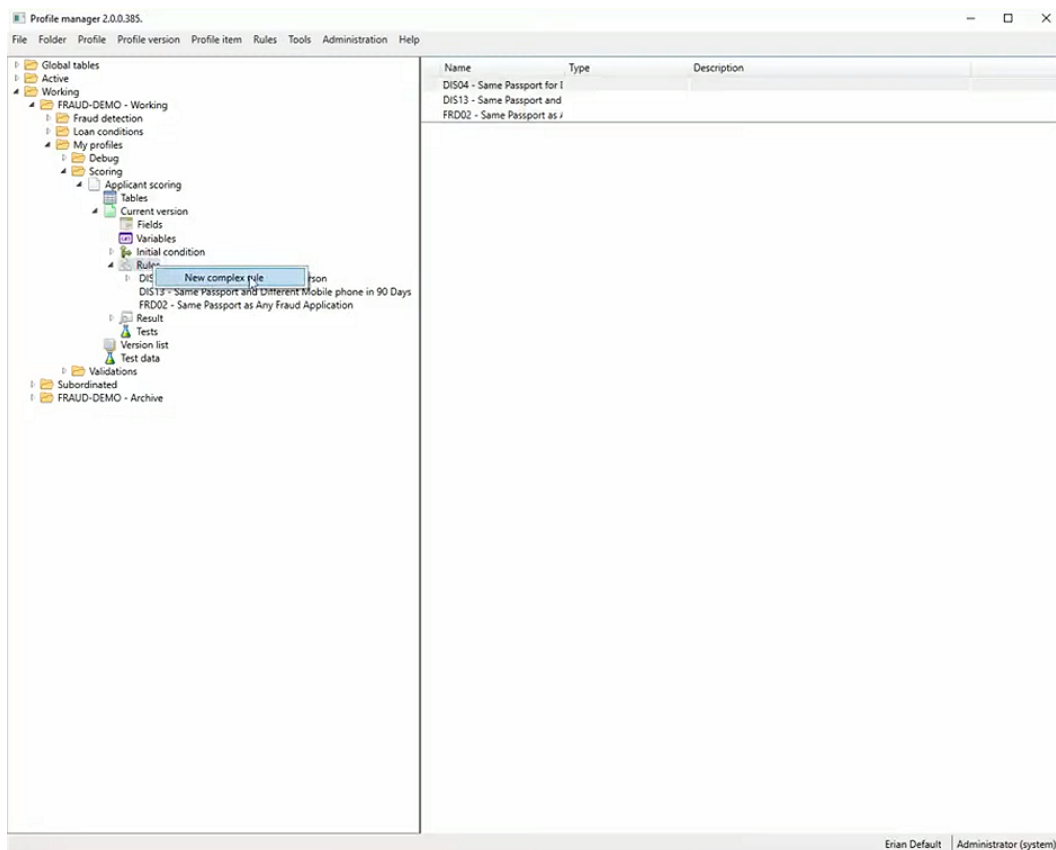 Profile manager 2.0.0.385.
File Folder Profile Profile version Profile item Rules Tools Administration Help
Global tables
Active
Working
FRAUD-DEMO - Working
Fraud detection
Loan conditions
My profiles
Debug
Scoring
Applicant scoring
Tables
Current version
Fields
Variables
Initial condition
Rules
New complex rule
DIS13 - Same Passport and Different Mobile phone in 90 Days
FRD02 - Same Passport as Any Fraud Application
Result
Tests
Version list
Test data
Validations
Subordinated
FRAUD-DEMO - Archive
Name Type Description
DIS04 - Same Passport for
DIS13 - Same Passport and
FRD02 - Same Passport as
Erian Default Administrator (system)